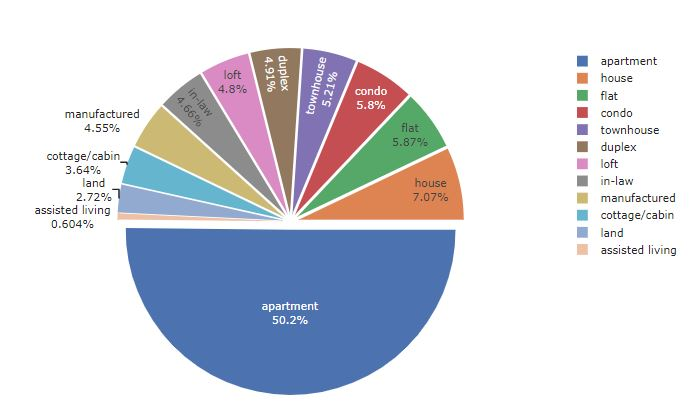 duplex
4.91%
townhouse
5.21%
loft
4.8%
condo
5.8%
in-law
4.66%
manufactured
4.55%
flat
5.87%
cottage/cabin
3.64%
land
2.72%
house
7.07%
assisted living
0.604%
apartment
50.2%
apartment
house
flat
condo
townhouse
duplex
loft
in-law
manufactured
cottage/cabin
land
assisted living